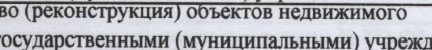 во (реконструкция) объектов недвижимого
государственными (муниципальными) учрежд